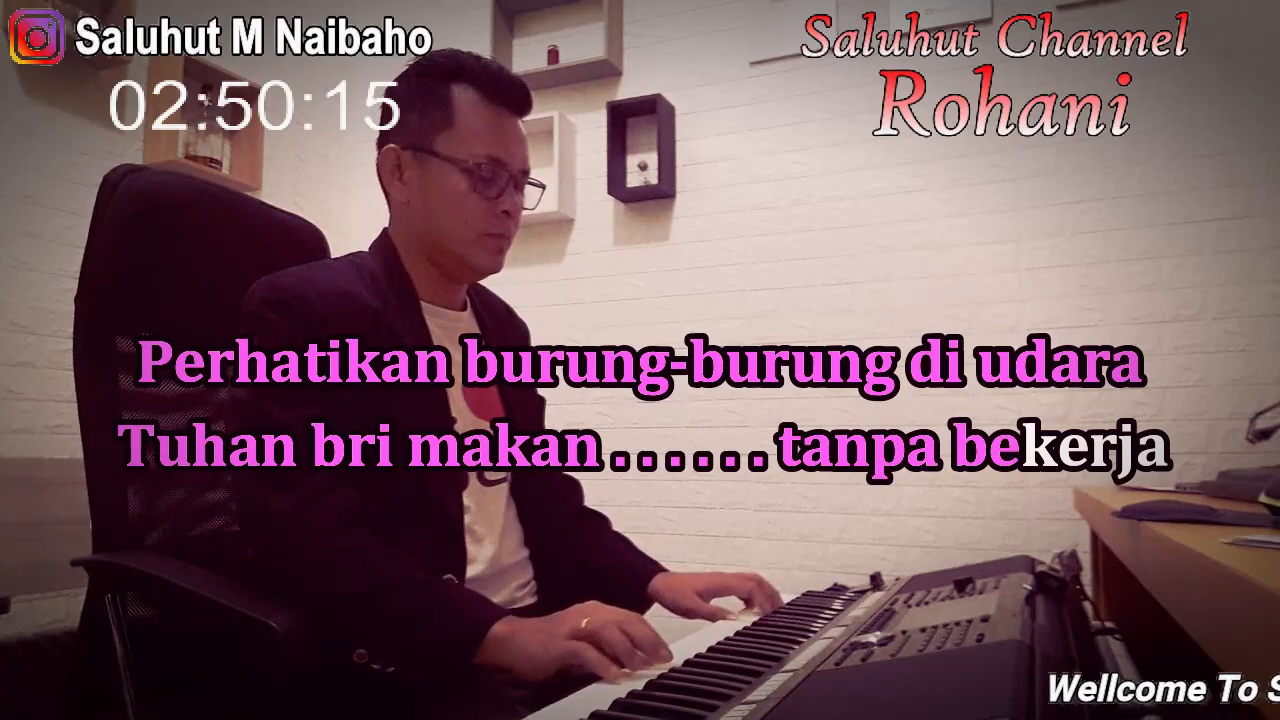 Saluhut M Naibaho
02:50:15
Saluhut Channel
Rohani
Perhatikan burung-burung di udara
Tuhan bri makan......tanpa bekerja
Wellcome To S